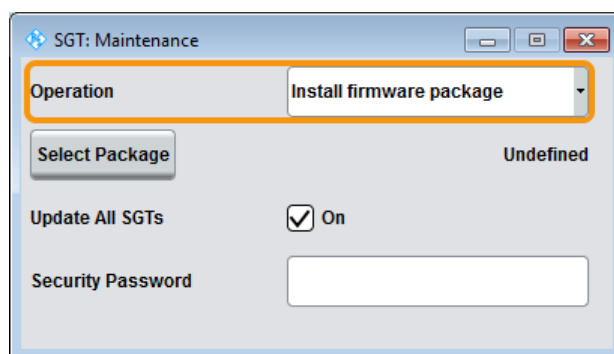 SGT: Maintenance
Operation Install firmware package
Select Package Undefined
Update All SGTs On
Security Password